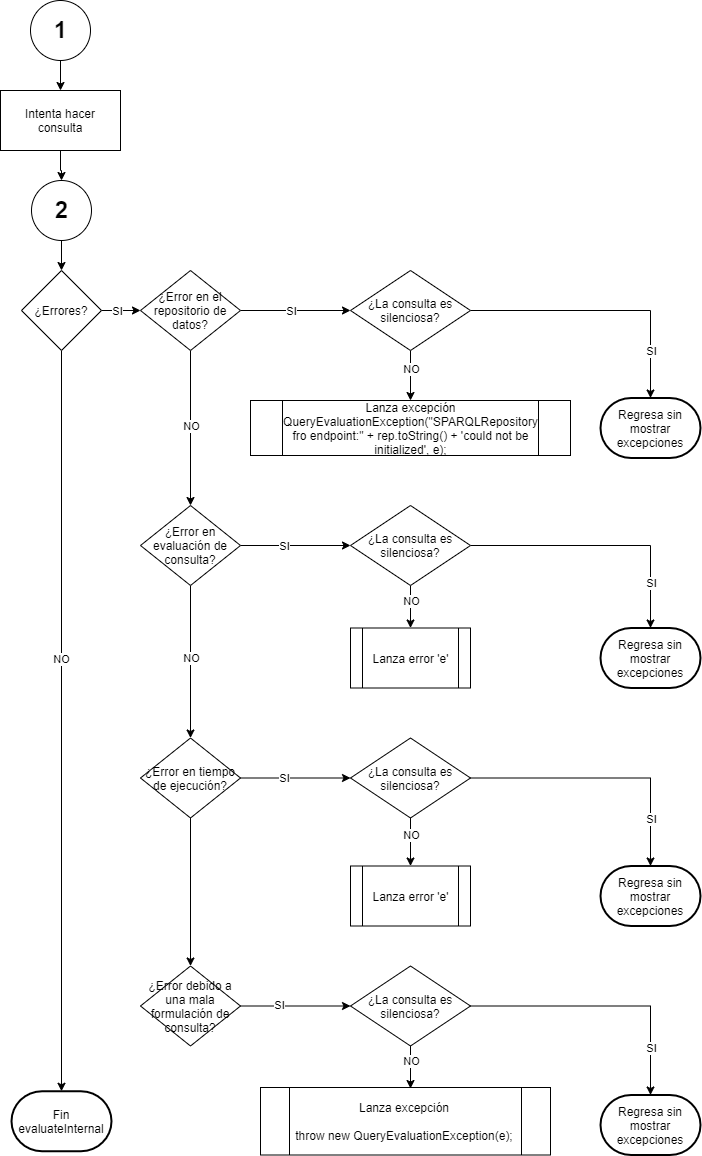 1
Intenta hacer
consulta
2
¿Errores?
SI
¿Error en el
repositorio de
datos?
SI
¿La consulta es
silenciosa?
SI
NO
Lanza excepción
QueryEvaluationException("SPARQLRepository
fro endpoint:" + rep.toString() + 'could not be
initialized', e);
Regresa sin
mostrar
excepciones
NO
¿Error en
evaluación de
consulta?
SI
¿La consulta es
silenciosa?
SI
NO
Lanza error 'e'
Regresa sin
mostrar
excepciones
NO
NO
¿Error en tiempo
de ejecución?
SI
¿La consulta es
silenciosa?
SI
NO
Lanza error 'e'
Regresa sin
mostrar
excepciones
¿Error debido a
una mala
formulación de
consulta?
SI
¿La consulta es
silenciosa?
SI
NO
Lanza excepción
throw new QueryEvaluationException(e);
Regresa sin
mostrar
excepciones
Fin
evaluateInternal